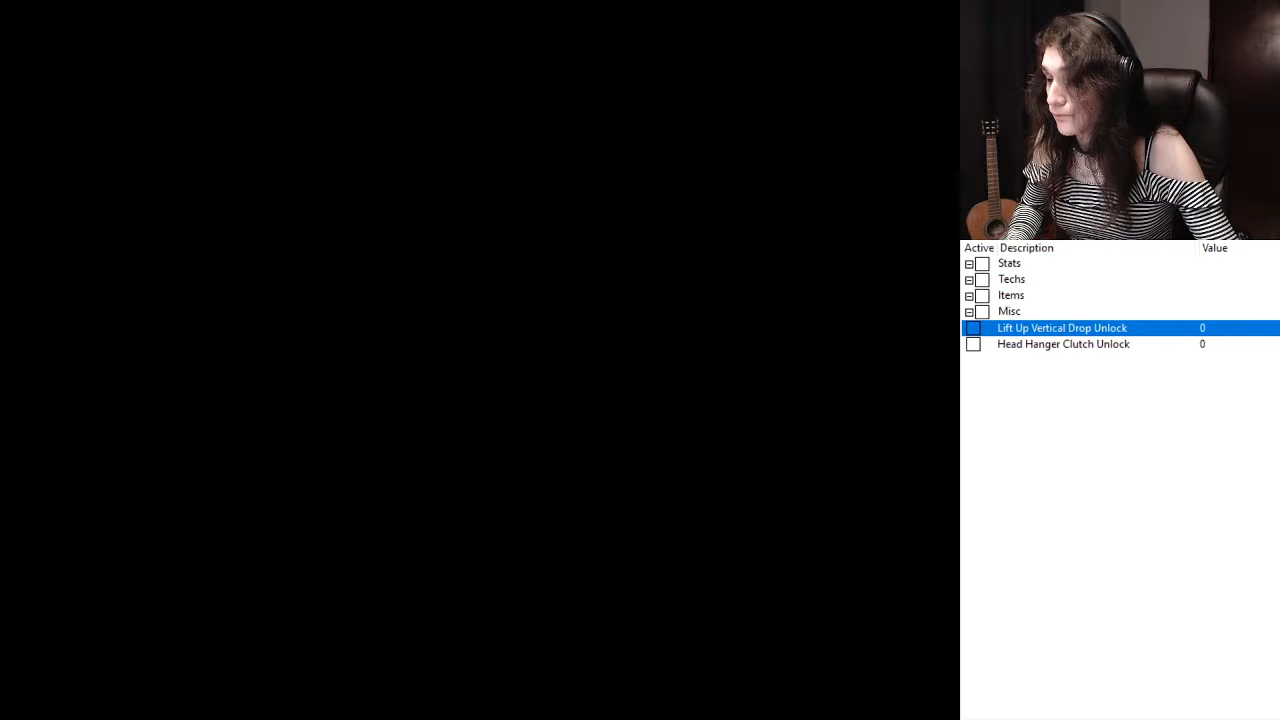 Active Description Value
Stats
Techs
Items
Misc
Lift Up Vertical Drop Unlock 0
Head Hanger Clutch Unlock 0